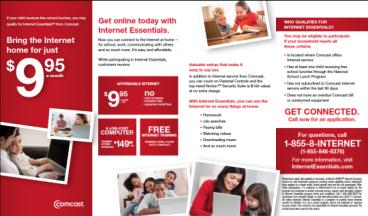 If your child receives free school lunches, you may
qualify for Internet Essentials℠ from Comcast.
Bring the Internet
home for just
$9.95
a month
Comcast
Get online today with
Internet Essentials.
Now you can connect to the Internet at home –
for school, work, communicating with others
and so much more. It's easy and affordable.
While participating in Internet Essentials,
customers receive:
AFFORDABLE INTERNET
$9.95
no
A LOW-COST
COMPUTER
$149.99
FREE
INTERNET TRAINING
Valuable extras that make it
easy to say yes.
In addition to Internet service from Comcast,
you can count on Parental Controls and the
top-rated Norton™ Security Suite (a $160 value)
at no extra charge.
With Internet Essentials, you can use the
Internet for so many things at home.
• Homework
• Job searches
• Paying bills
• Watching videos
• Downloading music
• And so much more!
WHO QUALIFIES FOR
INTERNET ESSENTIALS?
You may be eligible to participate
if your household meets all
these criteria:
• Is located where Comcast offers
Internet service
• Has at least one child receiving free
school lunches through the National
School Lunch Program
• Has not subscribed to Comcast Internet
service within the last 90 days
• Does not have an overdue Comcast bill
or unreturned equipment
GET CONNECTED.
Call now for an application.
For questions, call
1-855-8-INTERNET
(1-855-846-8376)
For more information, visit
InternetEssentials.com